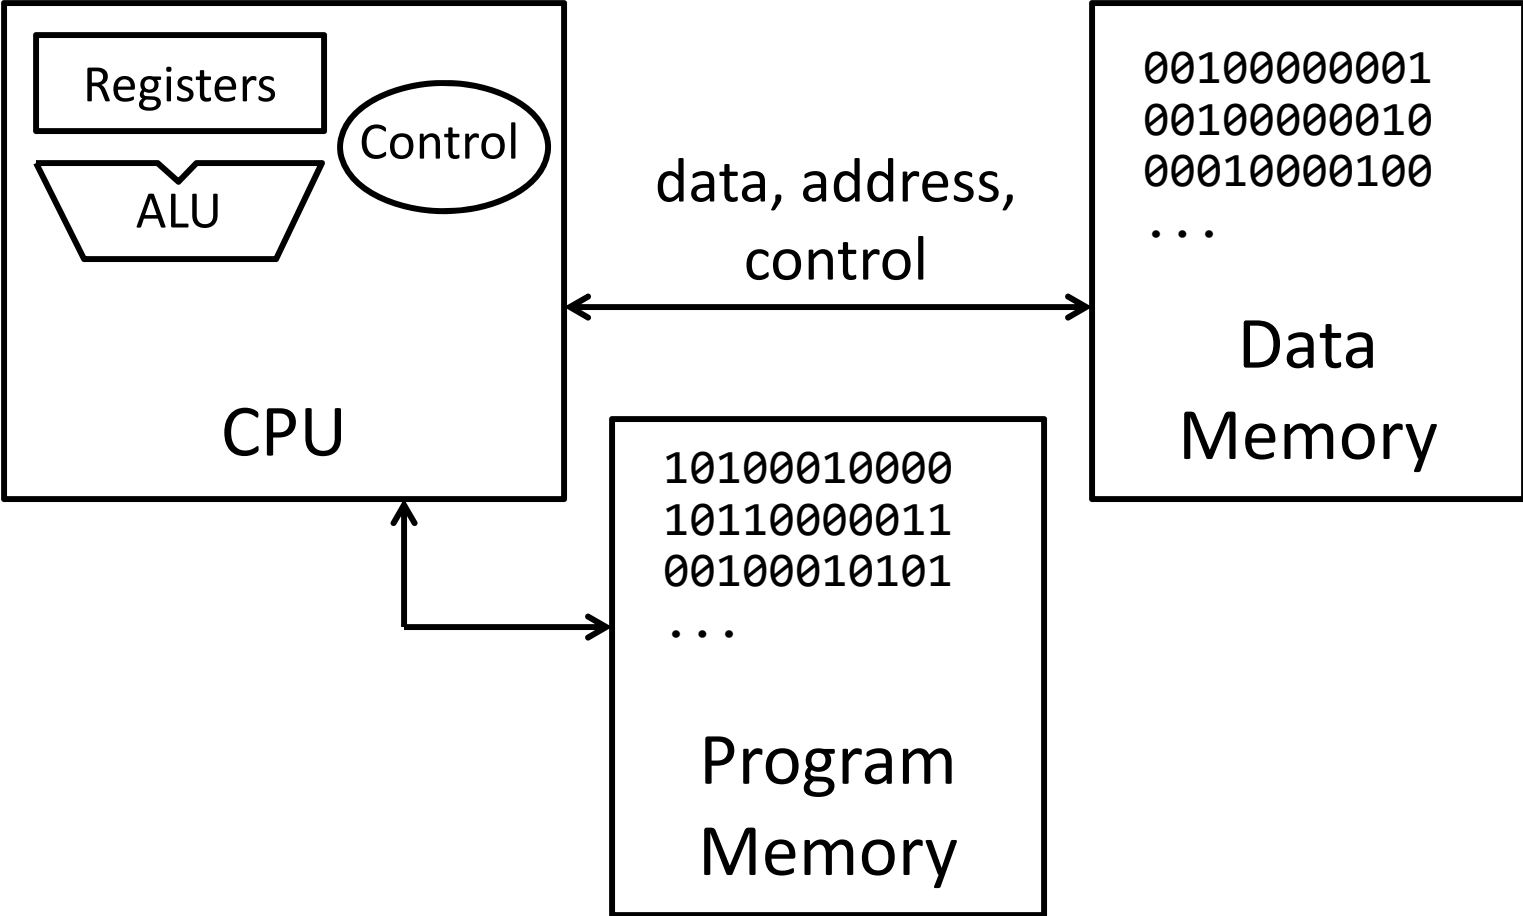 Registers
Control
ALU
CPU
data, address,
control
00100000001
00100000010
00010000100
...
Data
Memory
10100010000
10110000011
00100010101
...
Program
Memory